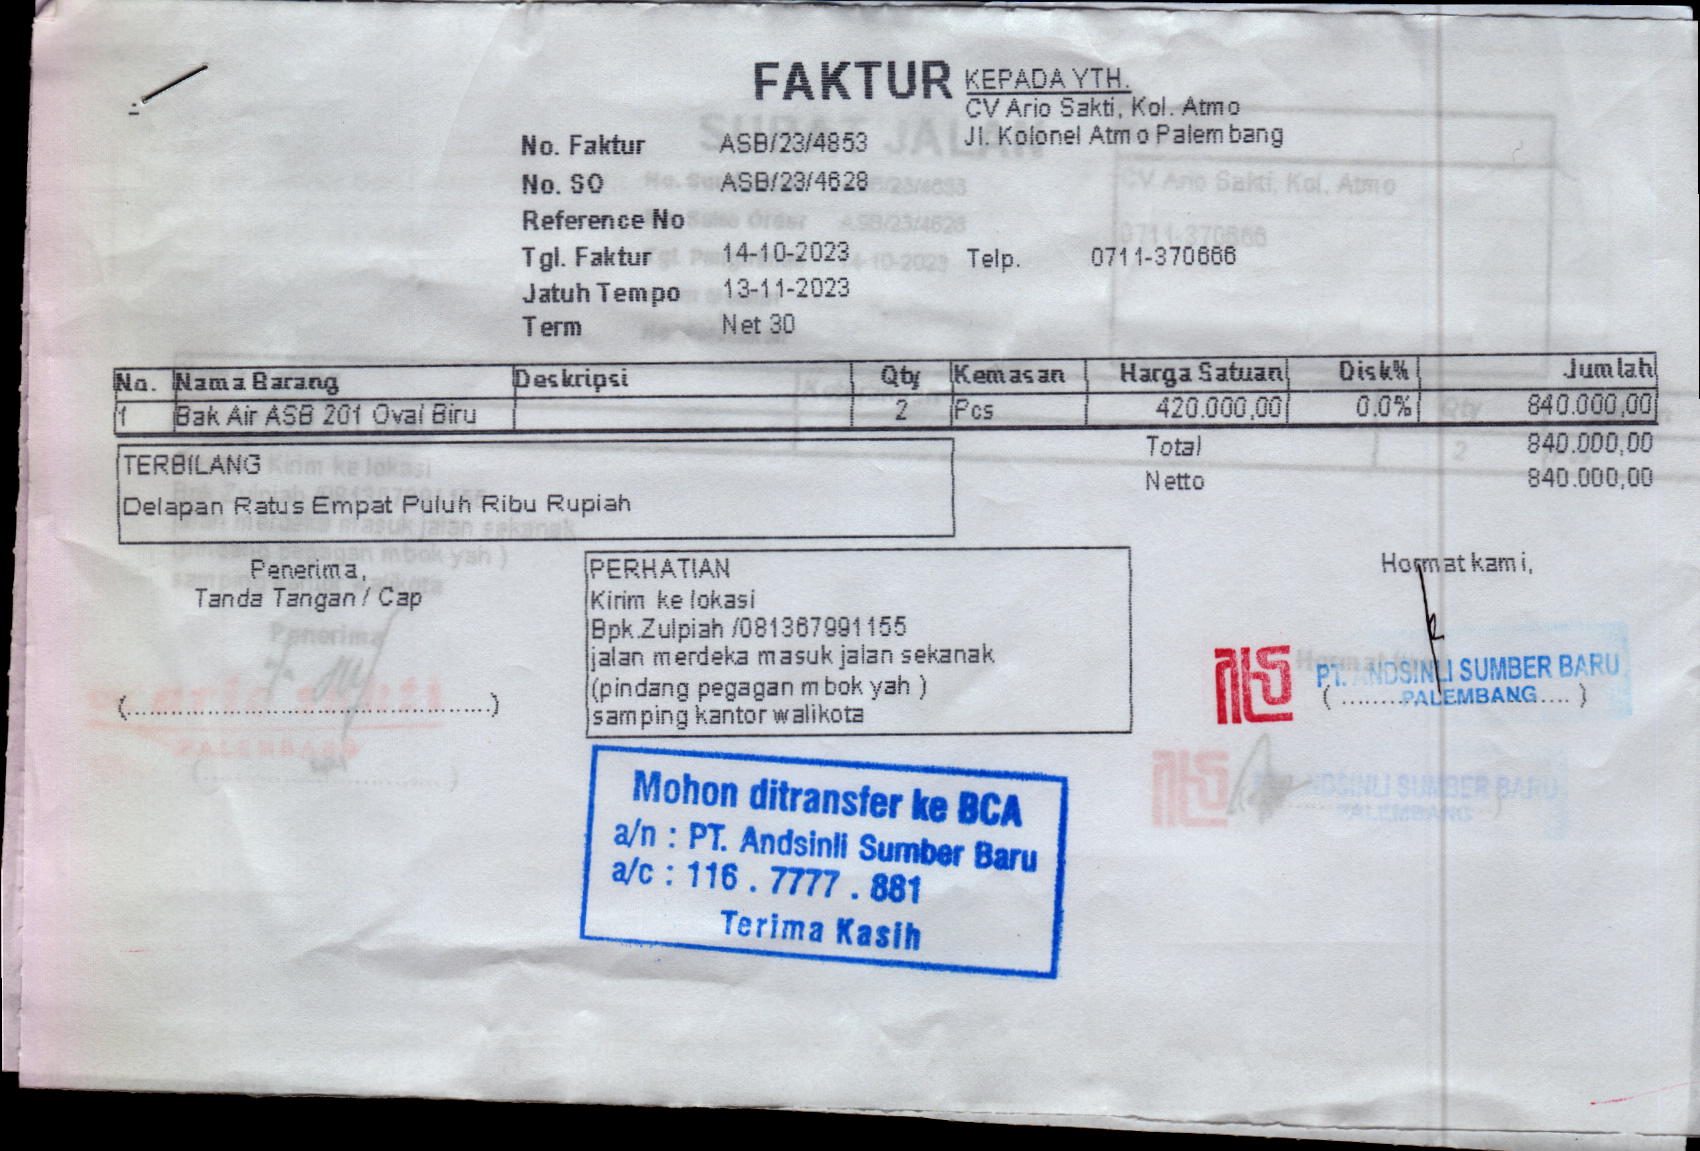 FAKTUR
KEPADA YTH.
CV Ario Sakti, Kol. Atmo
Jl. Kolonel Atmo Palembang
No. Faktur ASB/23/4853
No. SO ASB/23/4628
Reference No
Tgl. Faktur 14-10-2023 Telp. 0711-370666
Jatuh Tempo 13-11-2023
Term Net 30
No. Nama Barang Deskripsi Qty Kemasan Harga Satuan Disk% Jumlah
1 Bak Air ASB 201 Oval Biru 2 Pcs 420.000,00 0.0% 840.000,00
Total 840.000,00
Netto 840.000,00
TERBILANG
Delapan Ratus Empat Puluh Ribu Rupiah
Penerima,
Tanda Tangan / Cap
(................................................)
PERHATIAN
Kirim ke lokasi
Bpk.Zulpiah /081367991155
jalan merdeka masuk jalan sekanak
(pindang pegagan mbok yah )
samping kantor walikota
Hormat kami,
PT. ANDSINLI SUMBER BARU
PALEMBANG
Mohon ditransfer ke BCA
a/n : PT. Andsinli Sumber Baru
a/c : 116 . 7777 . 881
Terima Kasih